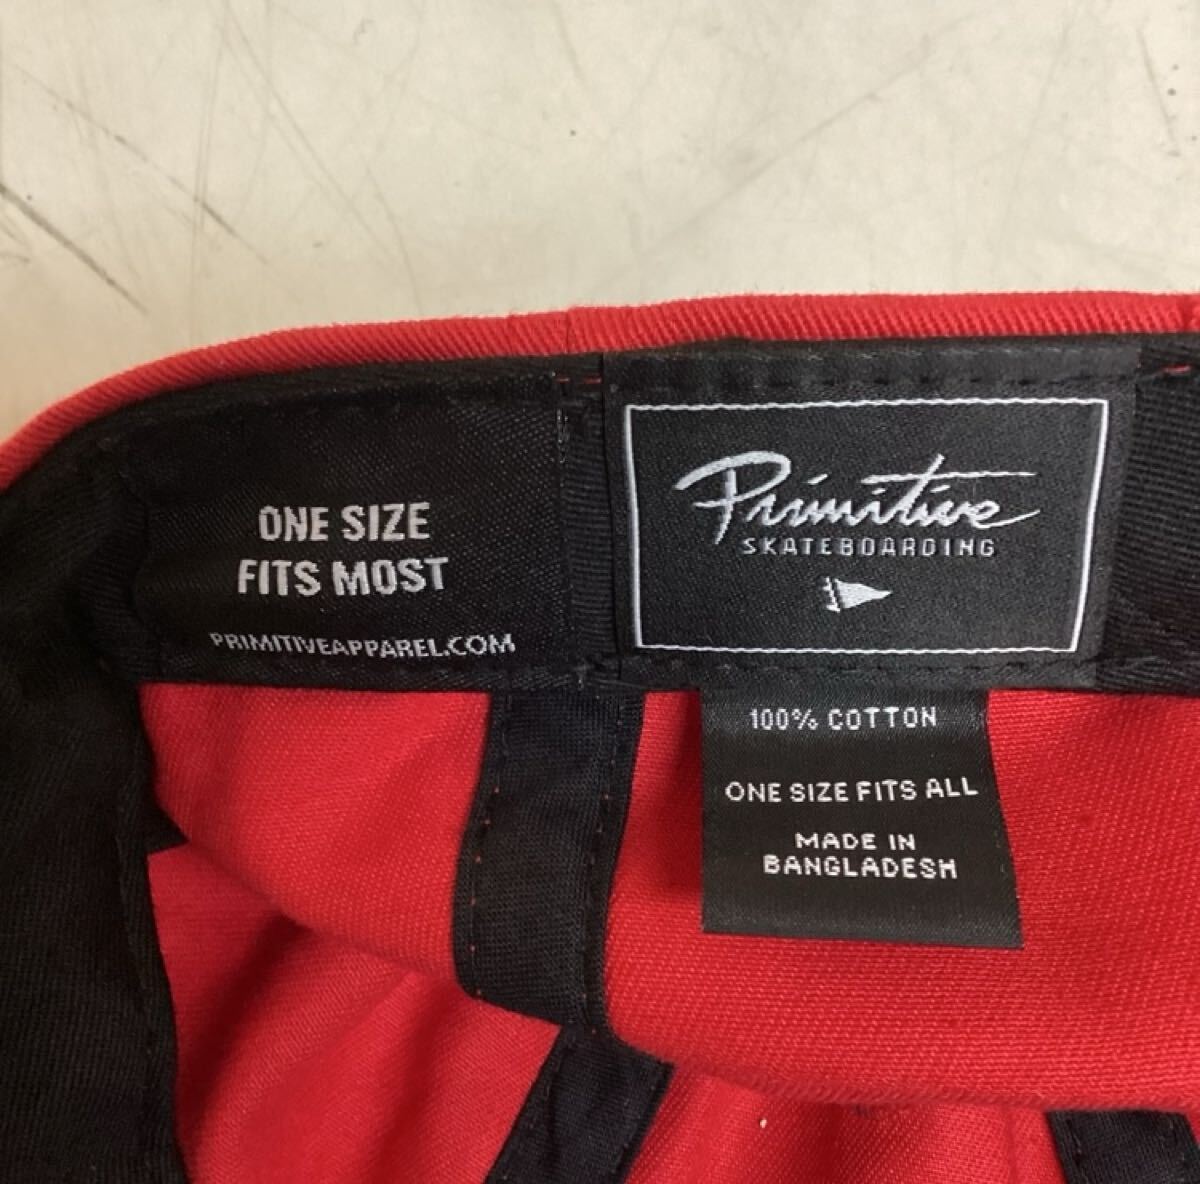 ONE SIZE
FITS MOST
PRIMITIVEAPPAREL.COM
Primitive
SKATEBOARDING
100% COTTON
ONE SIZE FITS ALL
MADE IN
BANGLADESH